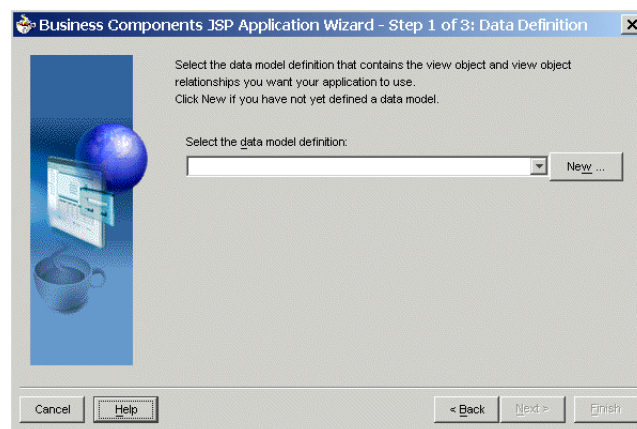 Business Components JSP Application Wizard - Step 1 of 3: Data Definition
Select the data model definition that contains the view object and view object
relationships you want your application to use.
Click New if you have not yet defined a data model.
Select the data model definition:
New ...
Cancel
Help
< Back
Next >
Finish